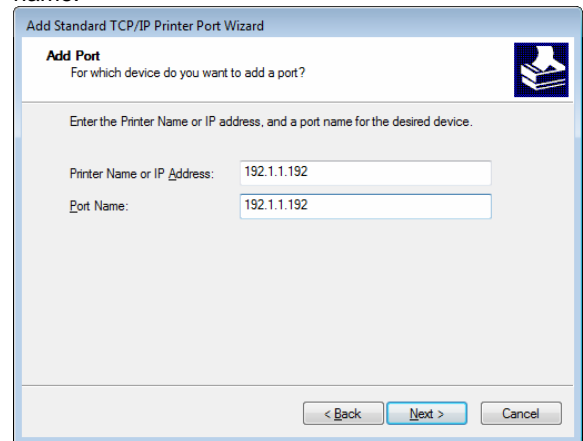 name.
Add Standard TCP/IP Printer Port Wizard
Add Port
For which device do you want to add a port?
Enter the Printer Name or IP address, and a port name for the desired device.
Printer Name or IP Address: 192.1.1.192
Port Name: 192.1.1.192
< Back Next > Cancel